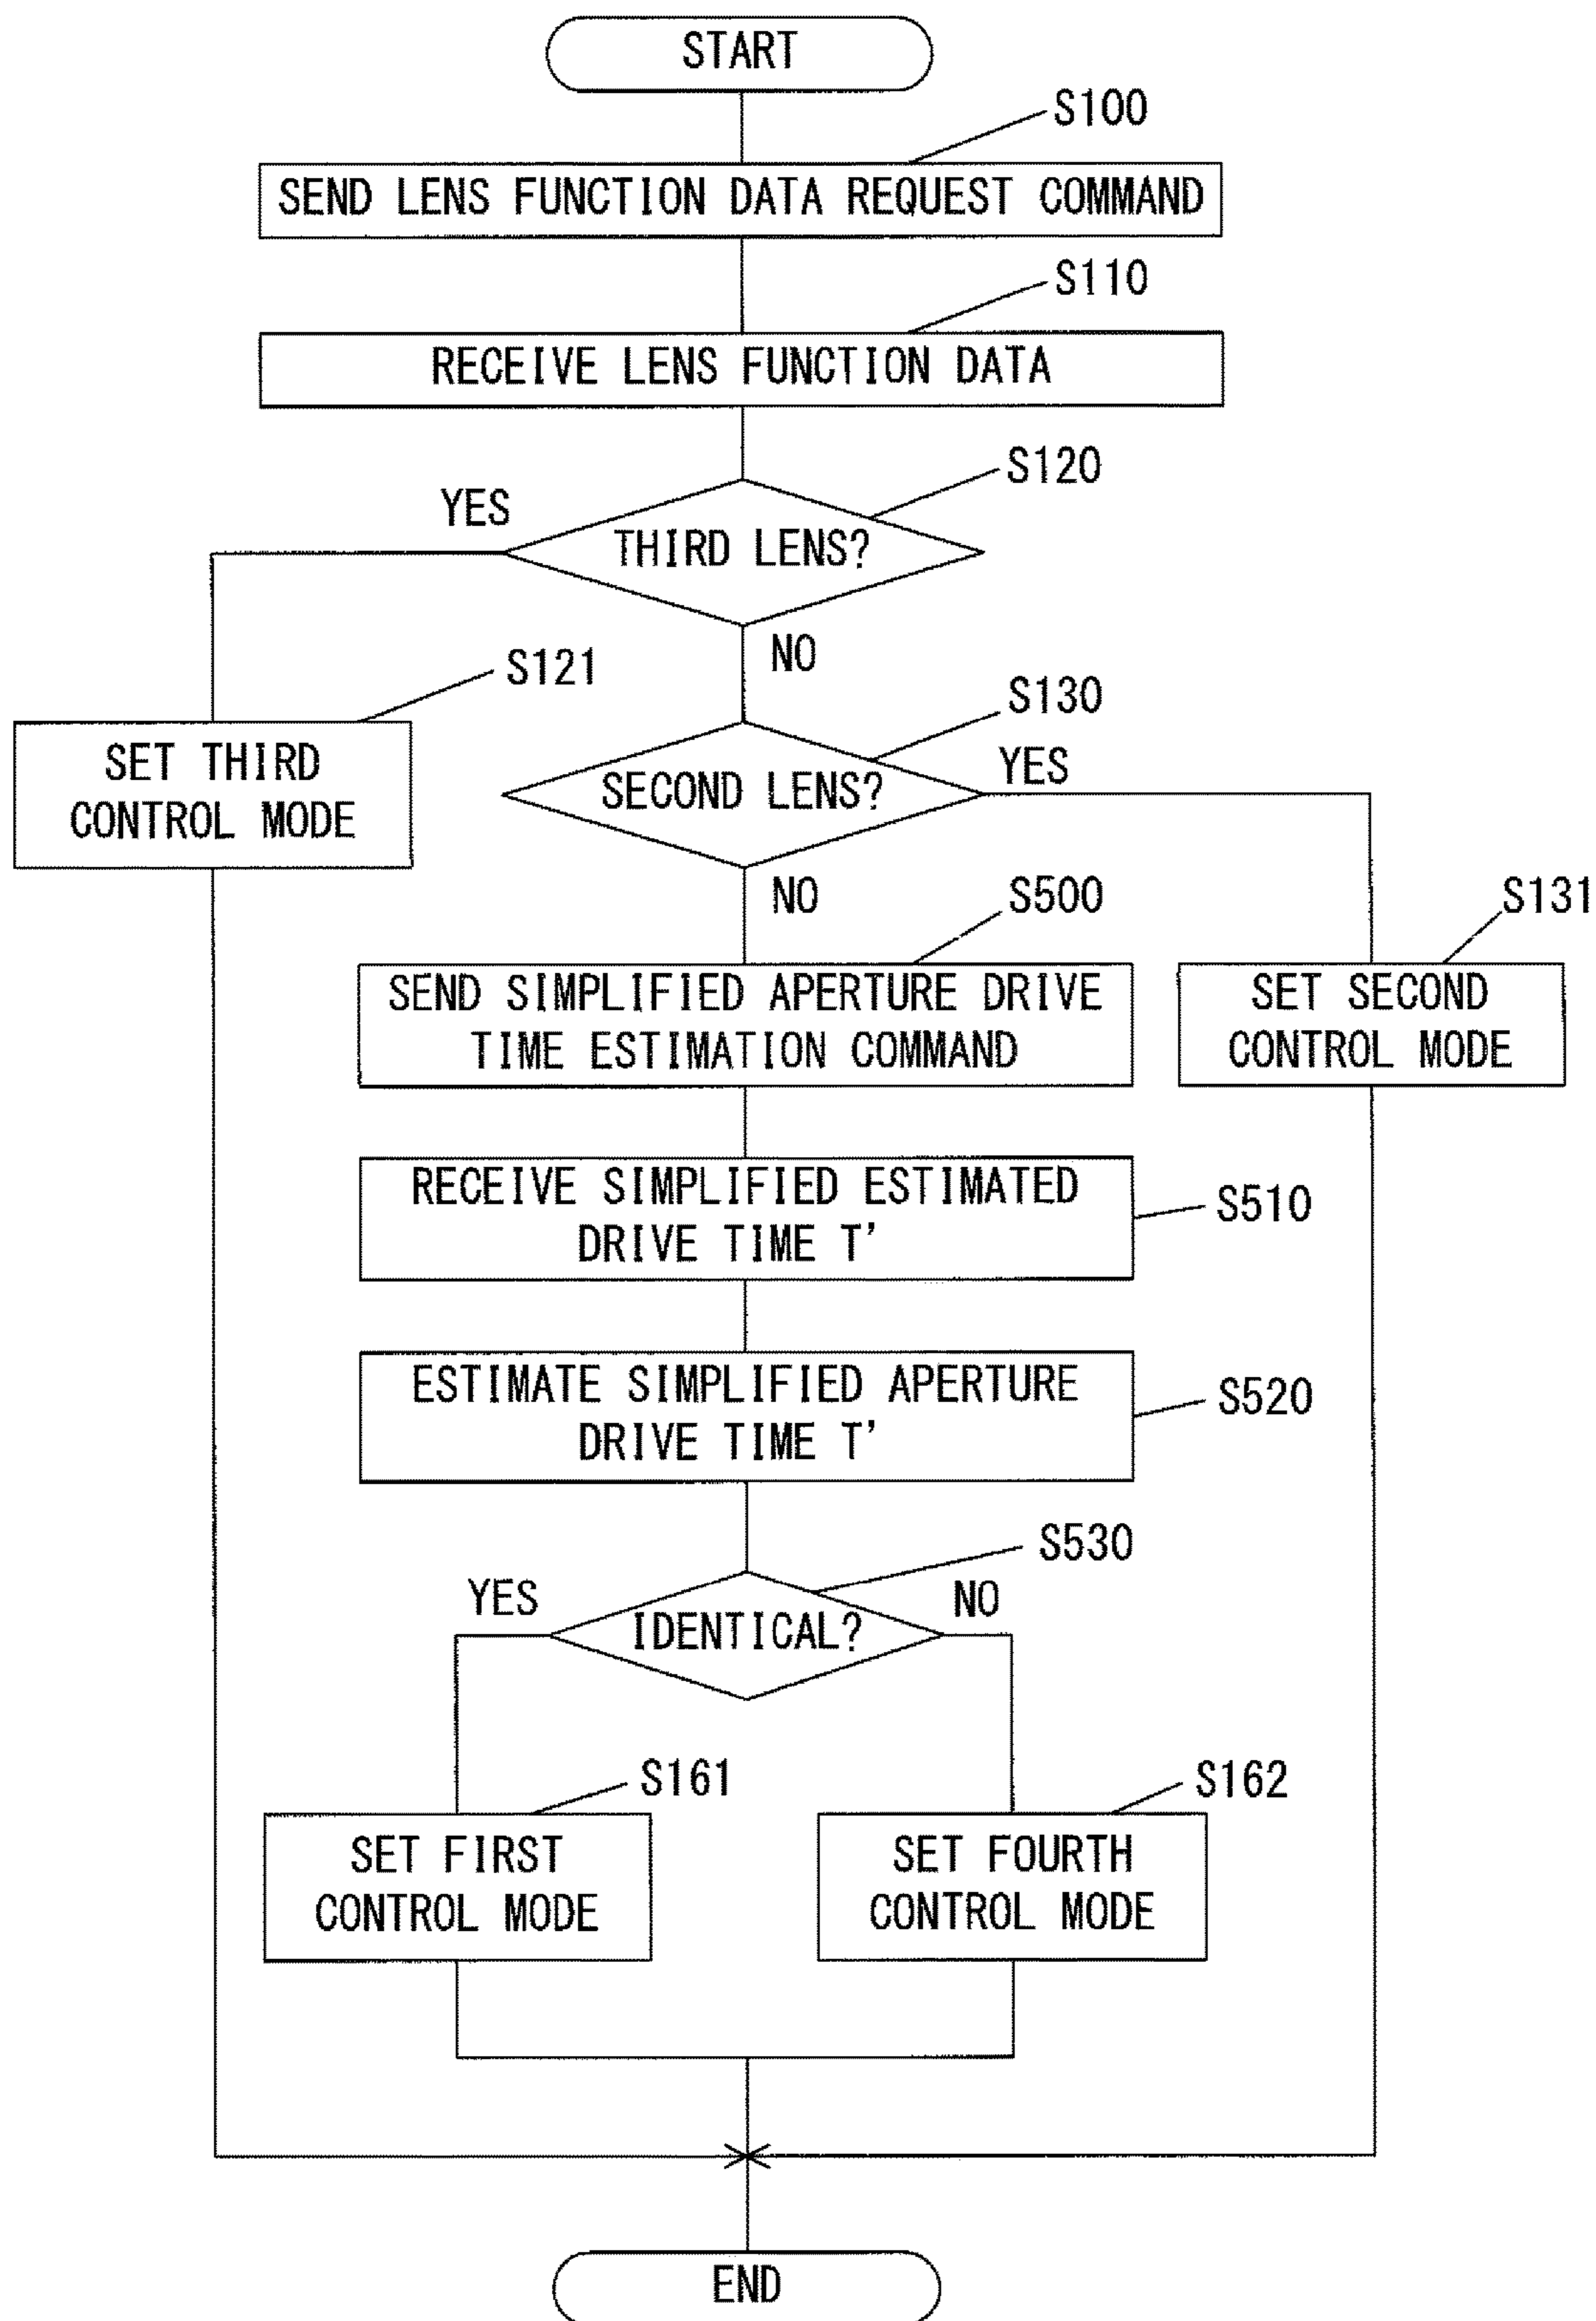 START
S100
SEND LENS FUNCTION DATA REQUEST COMMAND
S110
RECEIVE LENS FUNCTION DATA
S120
YES
THIRD LENS?
NO
S121
SET THIRD
CONTROL MODE
S130
SECOND LENS?
YES
NO
S500
SEND SIMPLIFIED APERTURE DRIVE
TIME ESTIMATION COMMAND
S131
SET SECOND
CONTROL MODE
RECEIVE SIMPLIFIED ESTIMATED
DRIVE TIME T'
S510
ESTIMATE SIMPLIFIED APERTURE
DRIVE TIME T'
S520
S530
YES
IDENTICAL?
NO
S161
SET FIRST
CONTROL MODE
S162
SET FOURTH
CONTROL MODE
END